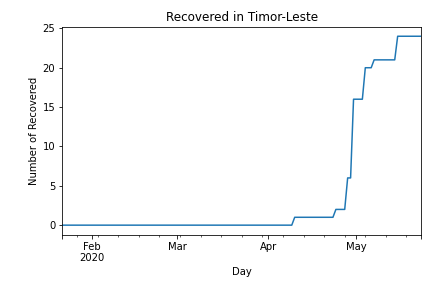 Recovered in Timor-Leste
Number of Recovered
25
20
15
10
5
0
Feb
2020
Mar
Apr
May
Day